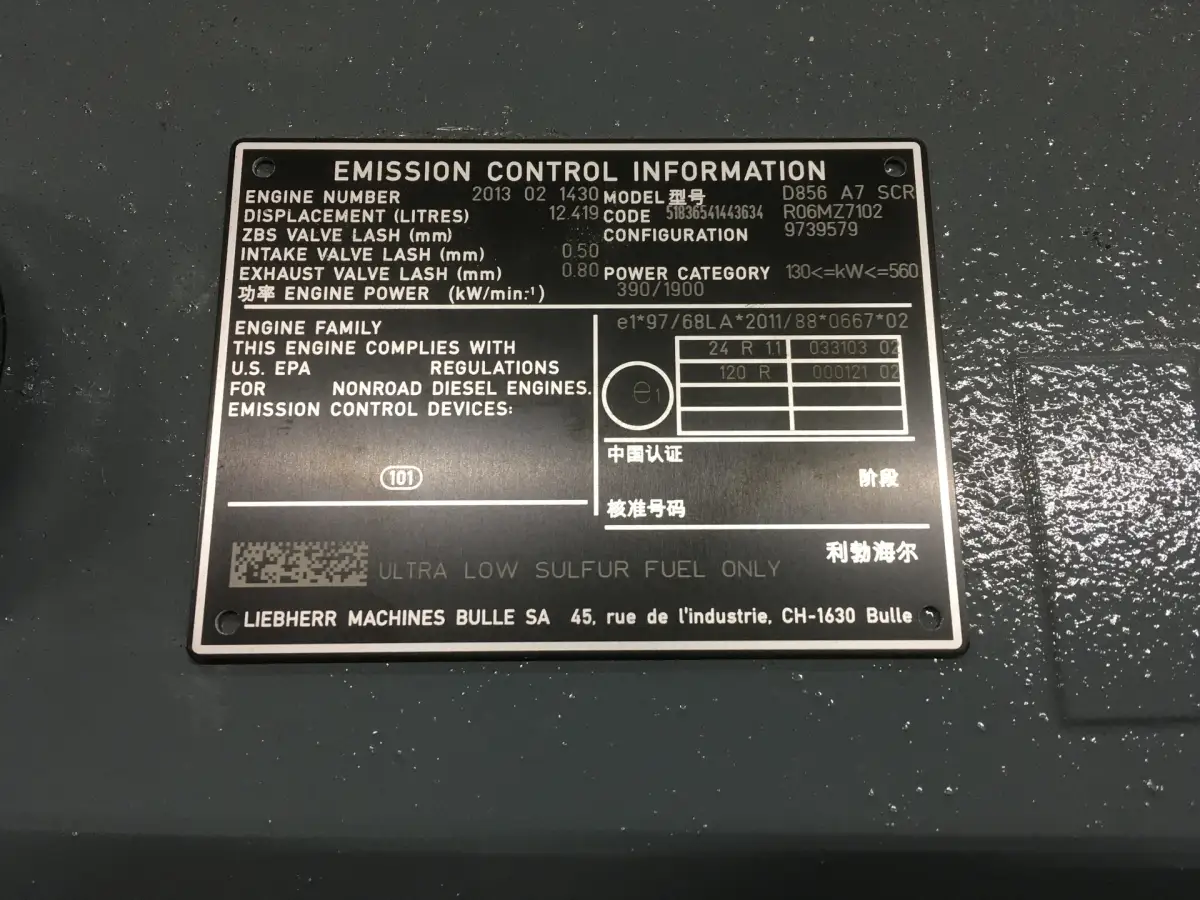 EMISSION CONTROL INFORMATION
ENGINE NUMBER 2013 02 1430 MODEL 型号 D856 A7 SCR
DISPLACEMENT (LITRES) 12.419 CODE 51836541443634 R06MZ7102
ZBS VALVE LASH (mm) CONFIGURATION 9739579
INTAKE VALVE LASH (mm) 0.50
EXHAUST VALVE LASH (mm) 0.80 POWER CATEGORY 130<=kW<=560
功率 ENGINE POWER (kW/min.-¹) 390/1900
ENGINE FAMILY
THIS ENGINE COMPLIES WITH
U.S. EPA REGULATIONS
FOR NONROAD DIESEL ENGINES.
EMISSION CONTROL DEVICES:
101
e1*97/68LA*2011/88*0667*02
24 R 1.1 033103 02
120 R 000121 02
e1
中国认证
阶段
核准号码
利勃海尔
ULTRA LOW SULFUR FUEL ONLY
LIEBHERR MACHINES BULLE SA 45, rue de l'industrie, CH-1630 Bulle